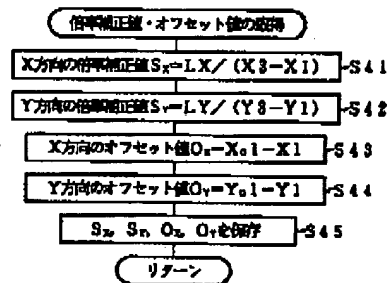 倍率補正値・オフセット値の取得
X方向の倍率補正値Sx=LX/(X3-X1) S41
Y方向の倍率補正値SY=LY/(Y3-Y1) S42
X方向のオフセット値Ox=Xo1-X1 S43
Y方向のオフセット値OY=Yo1-Y1 S44
Sx, SY, Ox, OYを保存 S45
リターン